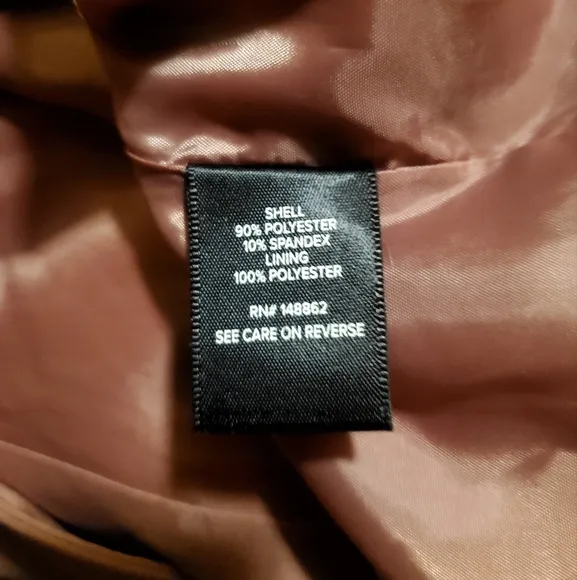 SHELL
90% POLYESTER
10% SPANDEX
LINING
100% POLYESTER
RN# 148862
SEE CARE ON REVERSE